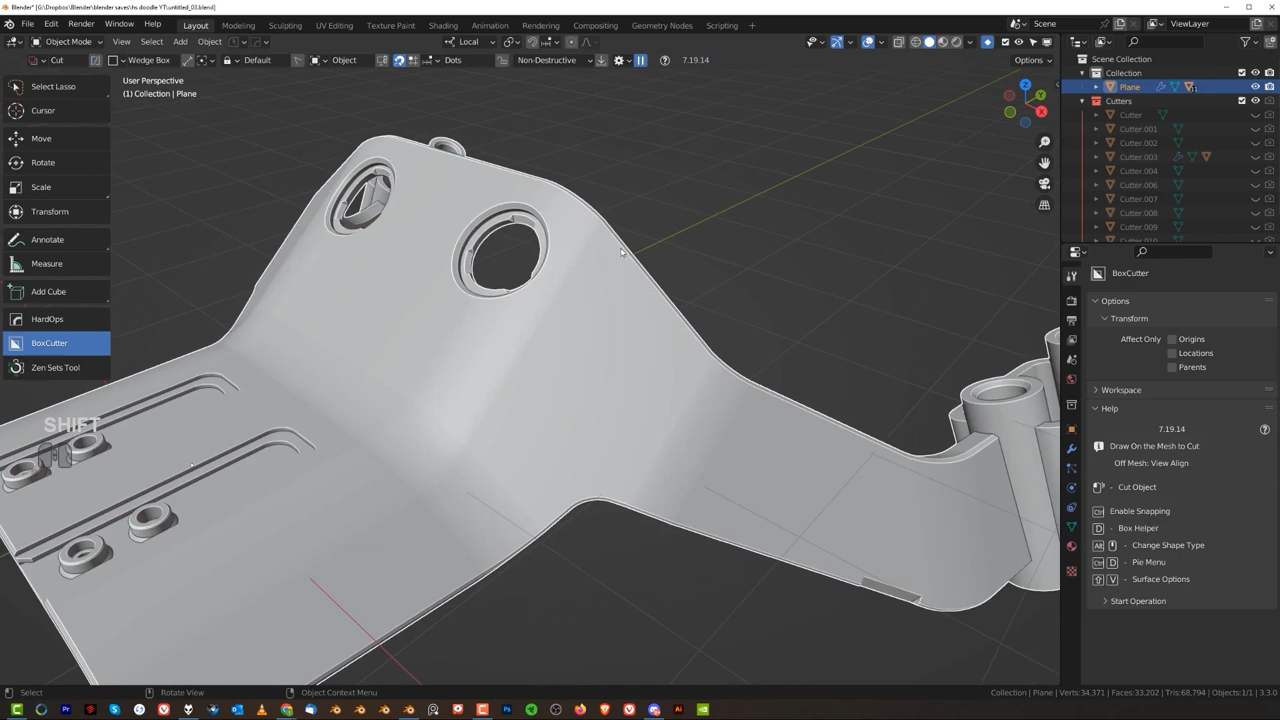 Blender* [G:\Dropbox\Blender\blender saves\hs doodle YT\untitled_03.blend]
File Edit Render Window Help Layout Modeling Sculpting UV Editing Texture Paint Shading Animation Rendering Compositing Geometry Nodes Scripting Scene ViewLayer
Object Mode View Select Add Object Local
Cut Wedge Box Default Object Dots Non-Destructive 7.19.14 Options
Select Lasso
Cursor
Move
Rotate
Scale
Transform
Annotate
Measure
Add Cube
HardOps
BoxCutter
Zen Sets Tool
User Perspective
(1) Collection | Plane
Z
X
SHIFT
Scene Collection
Collection
Plane
Cutters
Cutter
Cutter.001
Cutter.002
Cutter.003
Cutter.004
Cutter.006
Cutter.007
Cutter.008
Cutter.009
BoxCutter
Options
Transform
Affect Only Origins
Locations
Parents
Workspace
Help
7.19.14
Draw On the Mesh to Cut
Off Mesh: View Align
- Cut Object
Ctrl Enable Snapping
D - Box Helper
Alt - Change Shape Type
Ctrl D - Pie Menu
V - Surface Options
Start Operation
Select Rotate View Object Context Menu Collection | Plane | Verts:34,371 | Faces:33,202 | Tris:68,794 | Objects:1/1 | 3.3.0